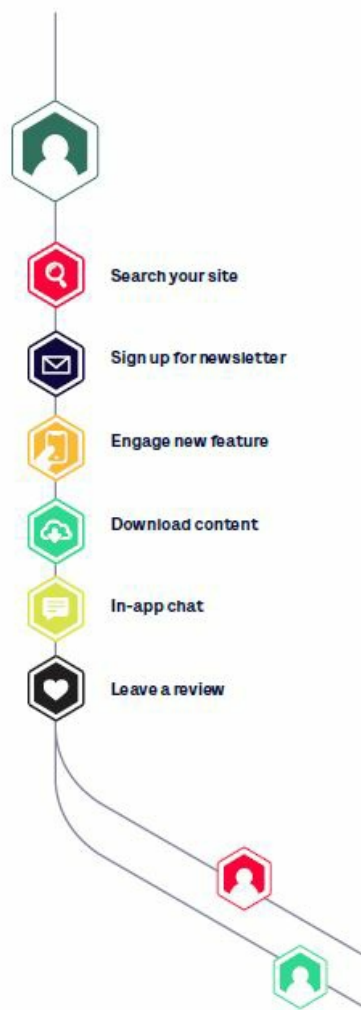 Search your site
Sign up for newsletter
Engage new feature
Download content
In-app chat
Leave a review